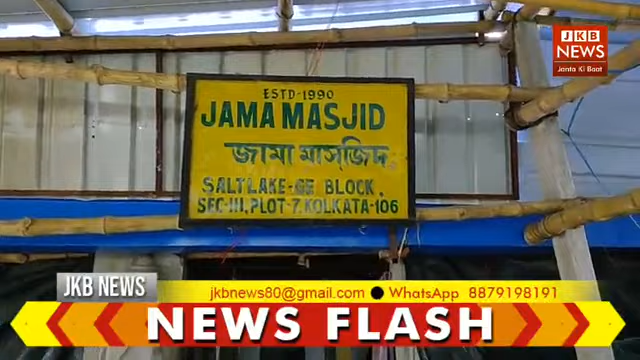 JKB
NEWS
Janta Ki Baat
ESTD-1990
JAMA MASJID
জামা মাসজিদ
SALTLAKE-GE BLOCK.
SEC-III, PLOT-7, KOLKATA-106
JKB NEWS
jkbnews80@gmail.com WhatsApp 8879198191
NEWS FLASH